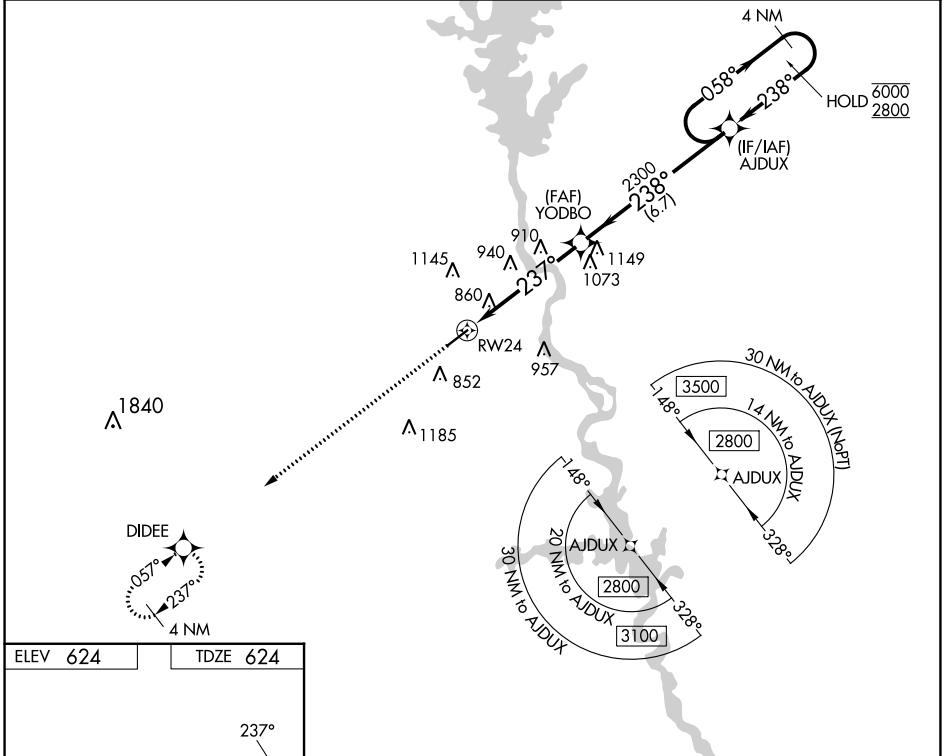 4 NM
058°
238°
HOLD 6000
2800
(IF/IAF)
AJDUX
2300
238°
(6.7)
(FAF)
YODBO
910
940
1145
1149
1073
237°
860
RW24
957
852
1840
1185
30 NM to AJDUX (NoPT)
3500
148°
14 NM to AJDUX
2800
AJDUX
328°
148°
AJDUX
20 NM to AJDUX
30 NM to AJDUX
2800
328°
3100
DIDEE
057°
237°
4 NM
ELEV 624
TDZE 624
237°